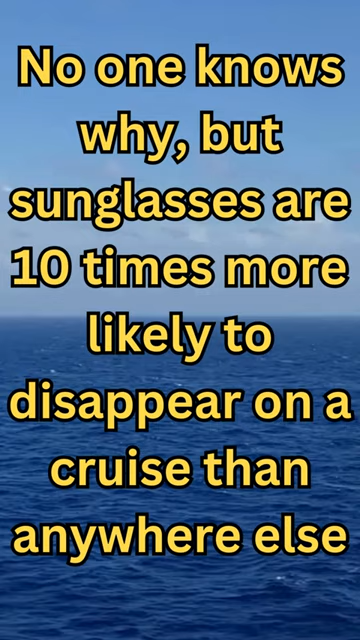 No one knows
why, but
sunglasses are
10 times more
likely to
disappear on a
cruise than
anywhere else